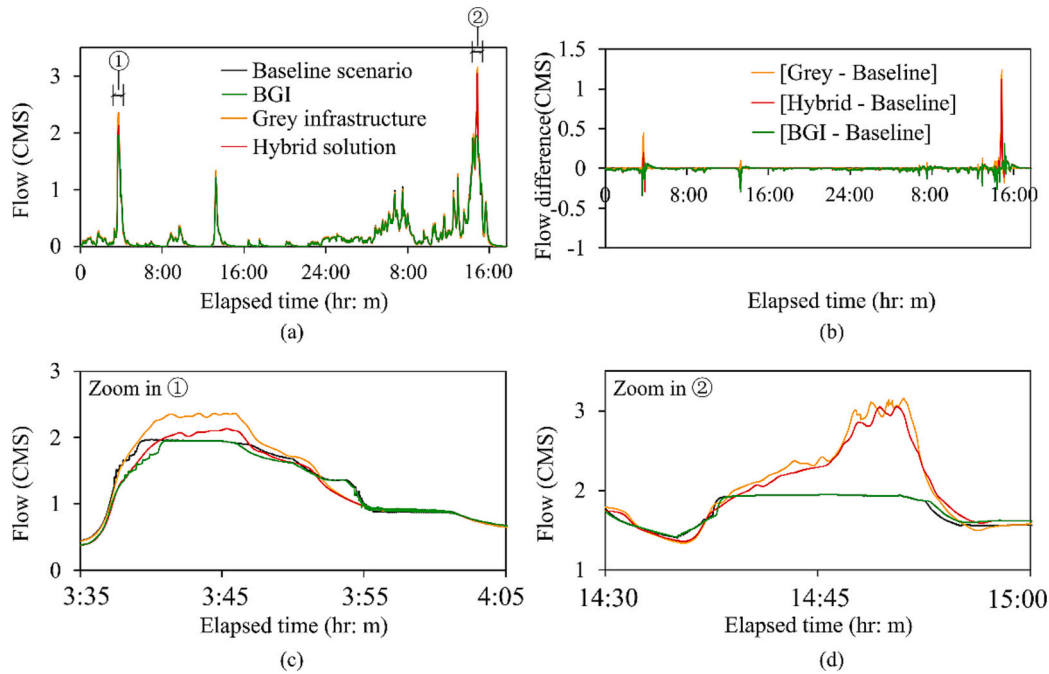 ① ②
3
2
1
0
Flow (CMS)
Baseline scenario
BGI
Grey infrastructure
Hybrid solution
0 8:00 16:00 24:00 8:00 16:00
Elapsed time (hr: m)
(a)
1.5
1
0.5
0
-0.5
-1
Flow difference(CMS)
[Grey - Baseline]
[Hybrid - Baseline]
[BGI - Baseline]
0 8:00 16:00 24:00 8:00 16:00
Elapsed time (hr: m)
(b)
Zoom in ①
3
2
1
0
Flow (CMS)
3:35 3:45 3:55 4:05
Elapsed time (hr: m)
(c)
Zoom in ②
3
2
1
Flow (CMS)
14:30 14:45 15:00
Elapsed time (hr: m)
(d)